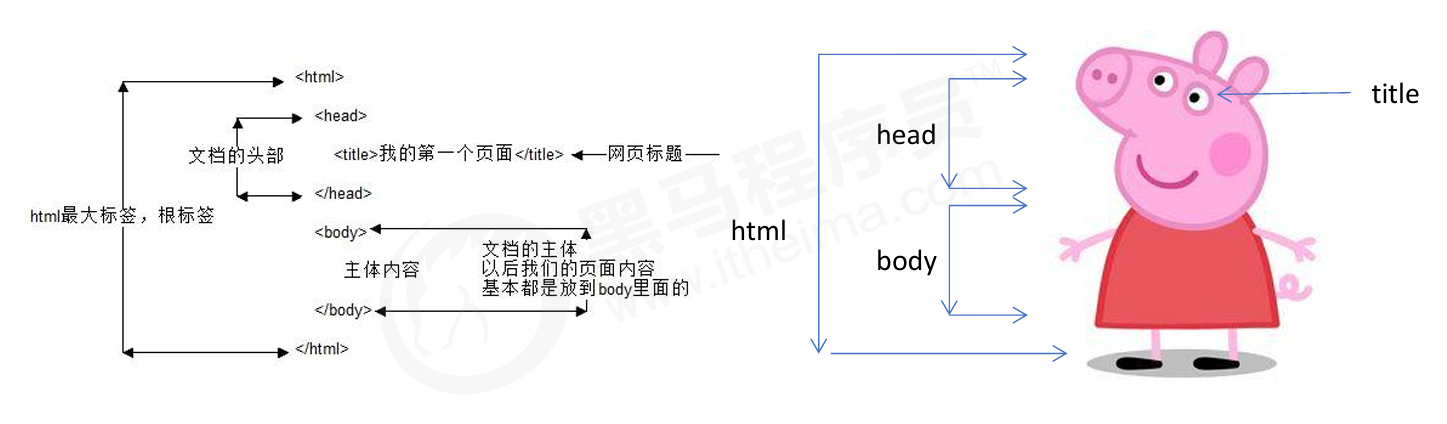 <html>
<head>
文档的头部
<title>我的第一个页面</title>
网页标题
</head>
html最大标签，根标签
<body>
主体内容
文档的主体
以后我们的页面内容
基本都是放到body里面的
</body>
</html>
html
head
body
title
黑马程序员™
www.itheima.com